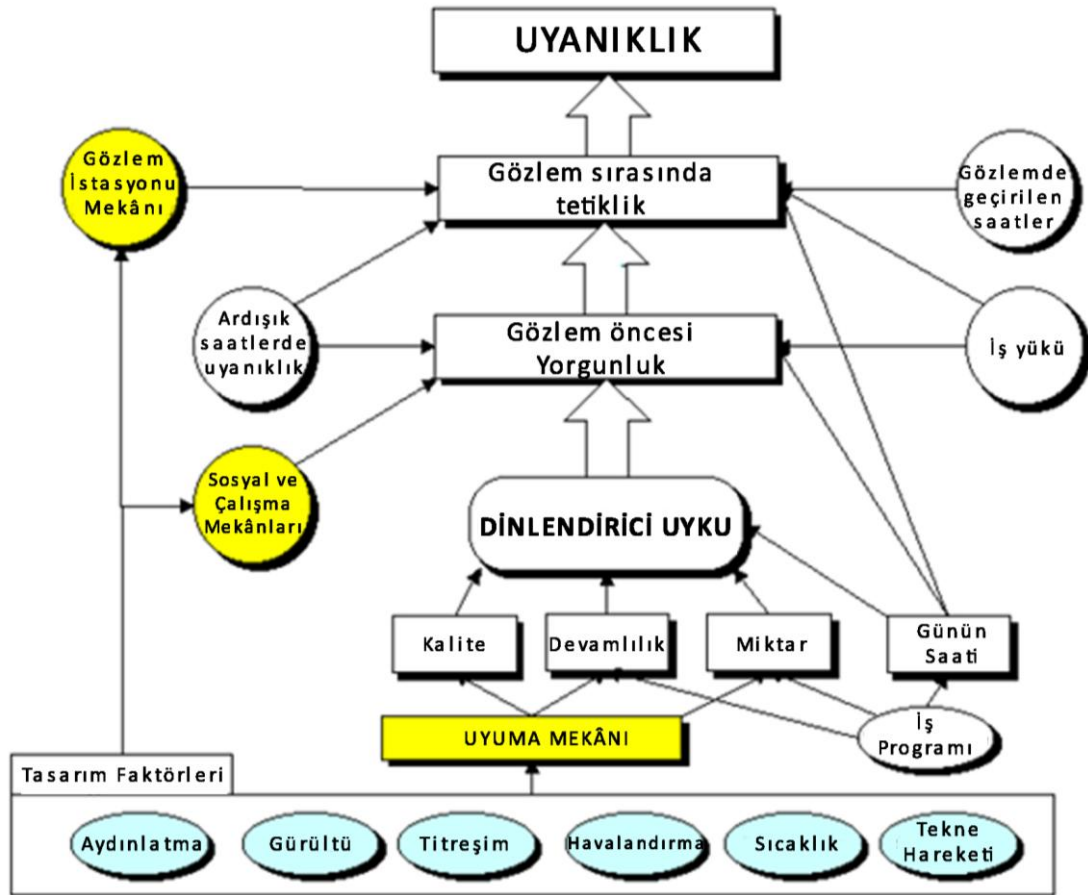 UYANIKLIK
Gözlem
İstasyonu
Mekânı
Gözlem sırasında
tetiklik
Gözlemde
geçirilen
saatler
Ardışık
saatlerde
uyanıklık
Gözlem öncesi
Yorgunluk
İş yükü
Sosyal ve
Çalışma
Mekânları
DİNLENDİRİCİ UYKU
Kalite
Devamlılık
Miktar
Günün
Saati
UYUMA MEKÂNI
İş
Programı
Tasarım Faktörleri
Aydınlatma
Gürültü
Titreşim
Havalandırma
Sıcaklık
Tekne
Hareketi